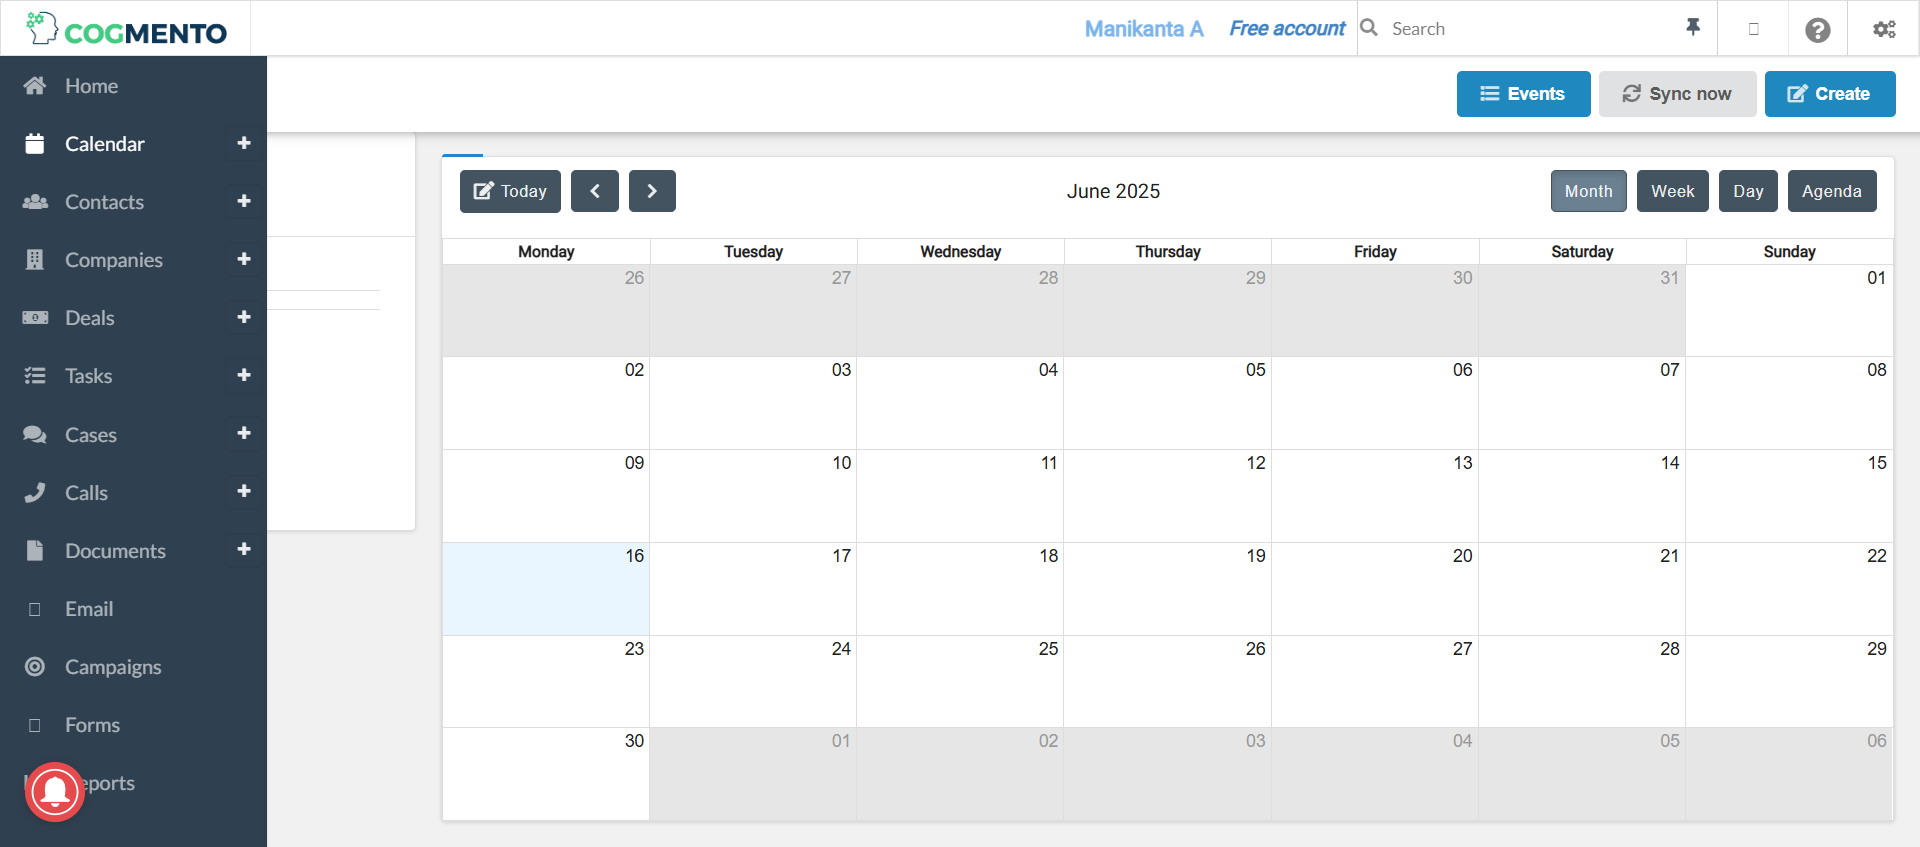 COGMENTO
Manikanta A
Free account
Search
Home
Calendar
Contacts
Companies
Deals
Tasks
Cases
Calls
Documents
Email
Campaigns
Forms
eports
Events
Sync now
Create
Today
June 2025
Month
Week
Day
Agenda
Monday Tuesday Wednesday Thursday Friday Saturday Sunday
26 27 28 29 30 31 01
02 03 04 05 06 07 08
09 10 11 12 13 14 15
16 17 18 19 20 21 22
23 24 25 26 27 28 29
30 01 02 03 04 05 06